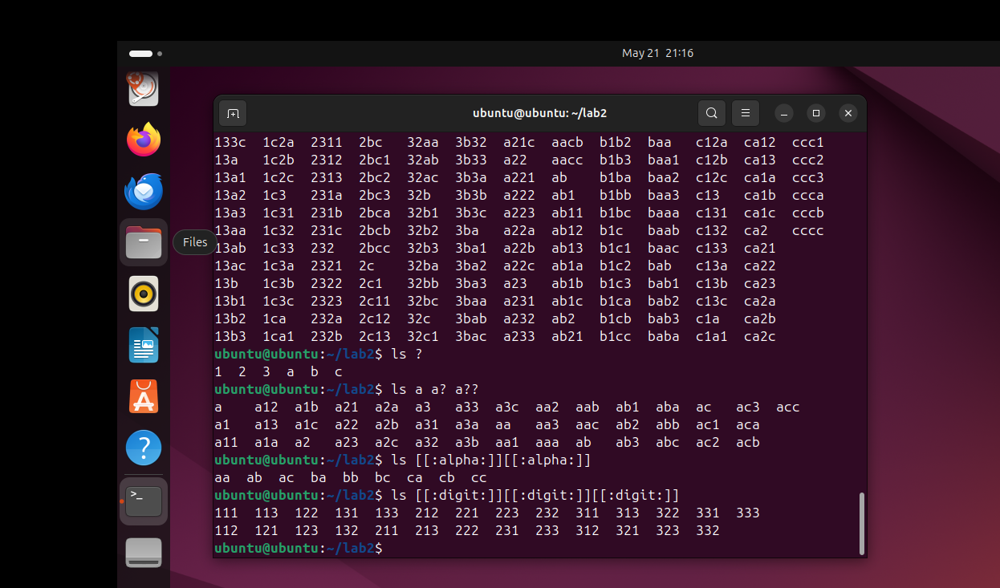 May 21 21:16
ubuntu@ubuntu: ~/lab2
Files
133c 1c2a 2311 2bc 32aa 3b32 a21c aacb b1b2 baa c12a ca12 ccc1
13a 1c2b 2312 2bc1 32ab 3b33 a22 aacc b1b3 baa1 c12b ca13 ccc2
13a1 1c2c 2313 2bc2 32ac 3b3a a221 ab b1ba baa2 c12c ca1a ccc3
13a2 1c3 231a 2bc3 32b 3b3b a222 ab1 b1bb baa3 c13 ca1b ccca
13a3 1c31 231b 2bca 32b1 3b3c a223 ab11 b1bc baaa c131 ca1c cccb
13aa 1c32 231c 2bcb 32b2 3ba a22a ab12 b1c baab c132 ca2 cccc
13ab 1c33 232 2bcc 32b3 3ba1 a22b ab13 b1c1 baac c133 ca21
13ac 1c3a 2321 2c 32ba 3ba2 a22c ab1a b1c2 bab c13a ca22
13b 1c3b 2322 2c1 32bb 3ba3 a23 ab1b b1c3 bab1 c13b ca23
13b1 1c3c 2323 2c11 32bc 3baa a231 ab1c b1ca bab2 c13c ca2a
13b2 1ca 232a 2c12 32c 3bab a232 ab2 b1cb bab3 c1a ca2b
13b3 1ca1 232b 2c13 32c1 3bac a233 ab21 b1cc baba c1a1 ca2c
ubuntu@ubuntu:~/lab2$ ls ?
1 2 3 a b c
ubuntu@ubuntu:~/lab2$ ls a a? a??
a a12 a1b a21 a2a a3 a33 a3c aa2 aab ab1 aba ac ac3 acc
a1 a13 a1c a22 a2b a31 a3a aa aa3 aac ab2 abb ac1 aca
a11 a1a a2 a23 a2c a32 a3b aa1 aaa ab ab3 abc ac2 acb
ubuntu@ubuntu:~/lab2$ ls [[:alpha:]][[:alpha:]]
aa ab ac ba bb bc ca cb cc
ubuntu@ubuntu:~/lab2$ ls [[:digit:]][[:digit:]][[:digit:]]
111 113 122 131 133 212 221 223 232 311 313 322 331 333
112 121 123 132 211 213 222 231 233 312 321 323 332
ubuntu@ubuntu:~/lab2$